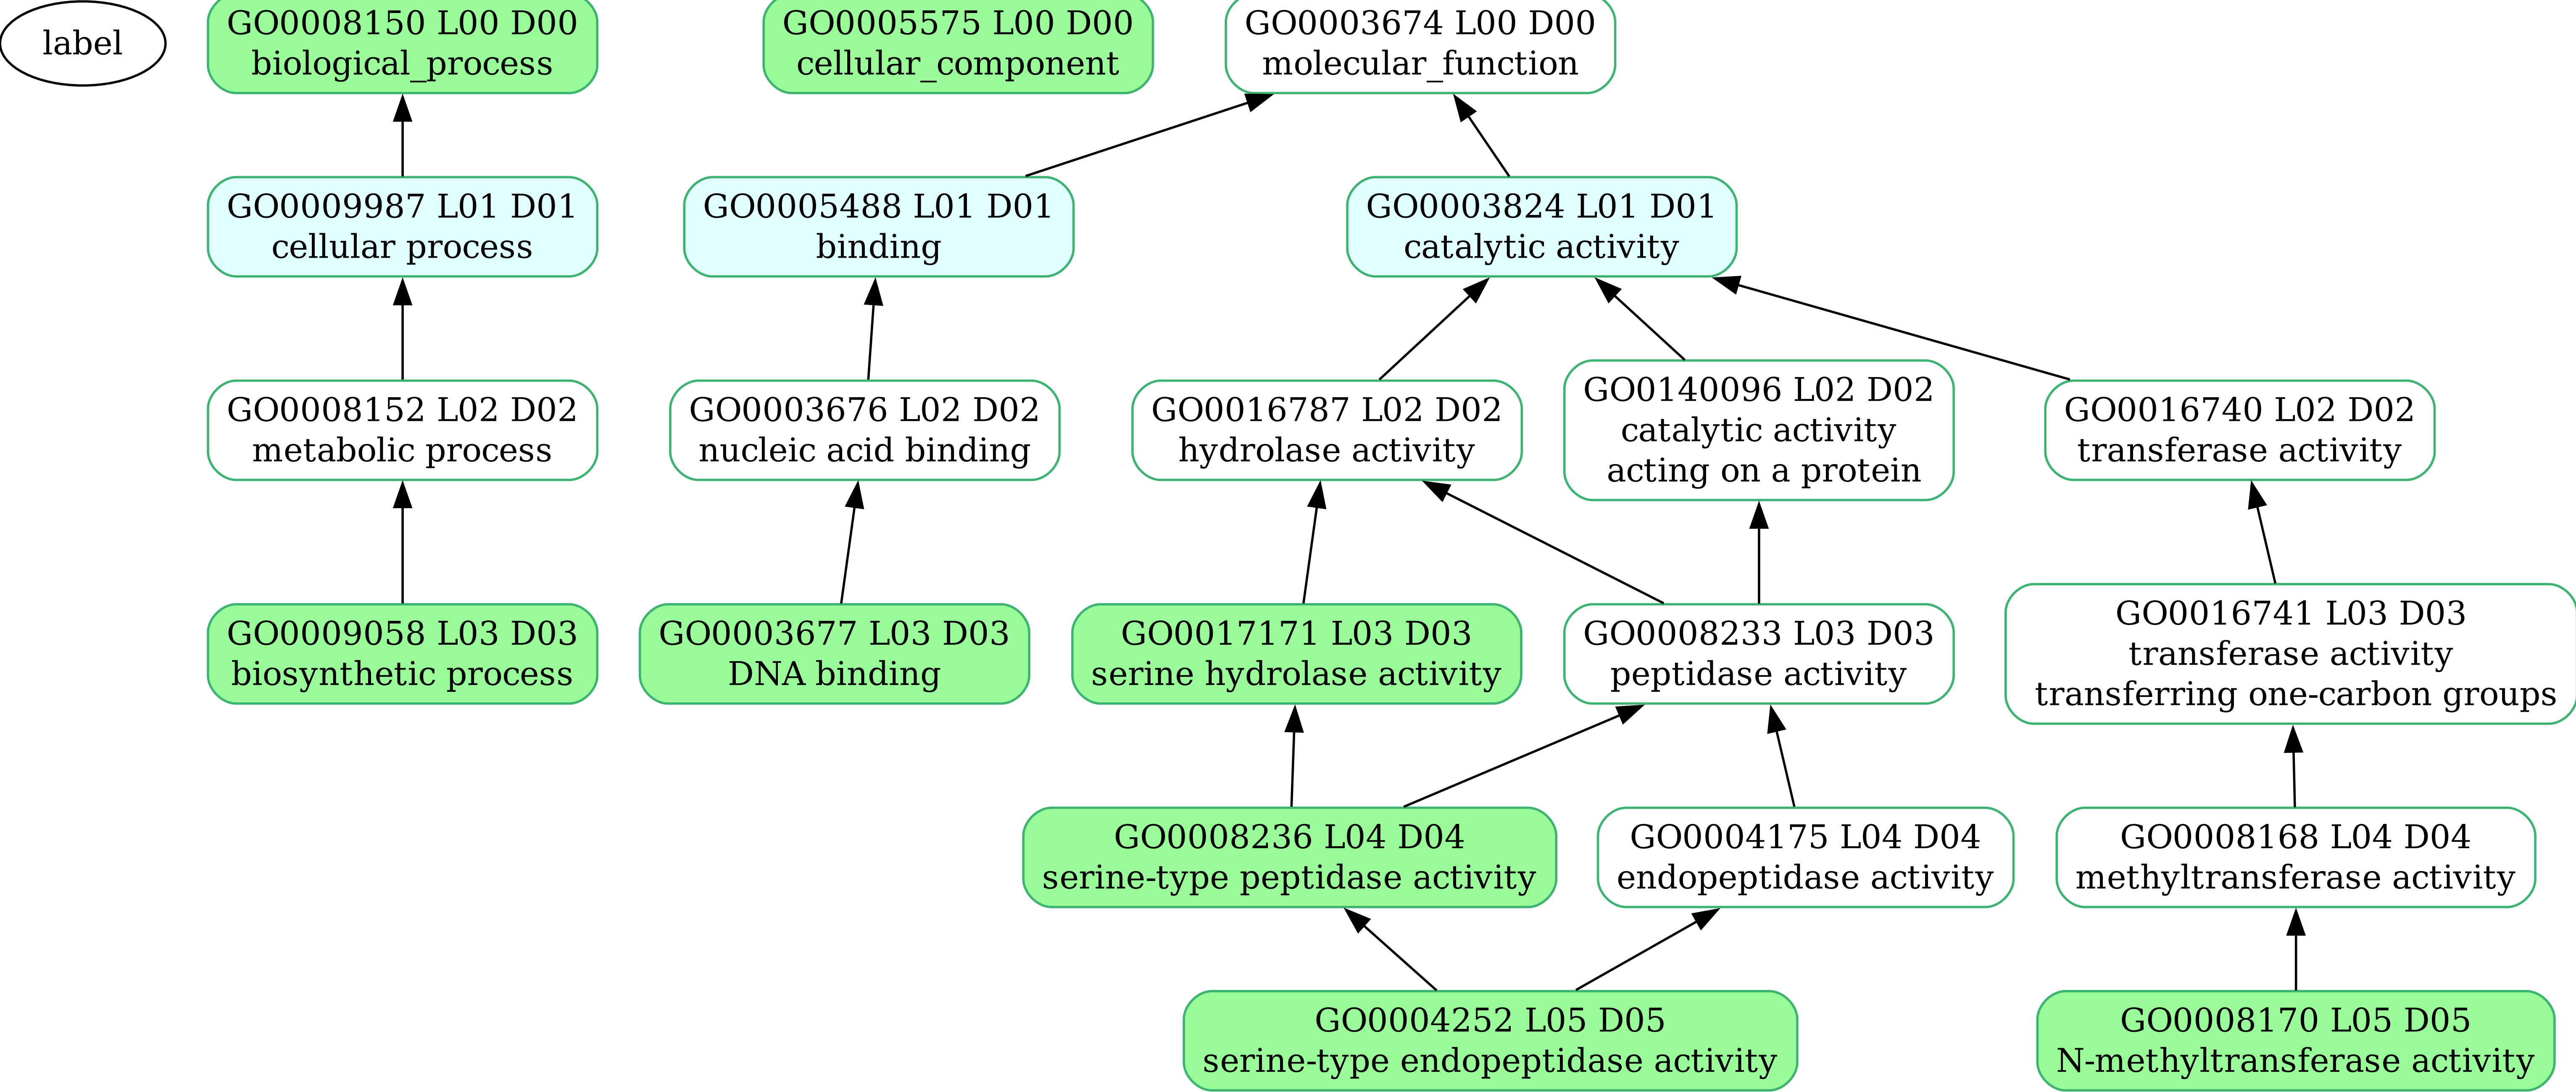 label
GO0008150 L00 D00
biological_process
GO0005575 L00 D00
cellular_component
GO0003674 L00 D00
molecular_function
GO0009987 L01 D01
cellular process
GO0005488 L01 D01
binding
GO0003824 L01 D01
catalytic activity
GO0008152 L02 D02
metabolic process
GO0003676 L02 D02
nucleic acid binding
GO0016787 L02 D02
hydrolase activity
GO0140096 L02 D02
catalytic activity
acting on a protein
GO0016740 L02 D02
transferase activity
GO0009058 L03 D03
biosynthetic process
GO0003677 L03 D03
DNA binding
GO0017171 L03 D03
serine hydrolase activity
GO0008233 L03 D03
peptidase activity
GO0016741 L03 D03
transferase activity
transferring one-carbon groups
GO0008236 L04 D04
serine-type peptidase activity
GO0004175 L04 D04
endopeptidase activity
GO0008168 L04 D04
methyltransferase activity
GO0004252 L05 D05
serine-type endopeptidase activity
GO0008170 L05 D05
N-methyltransferase activity